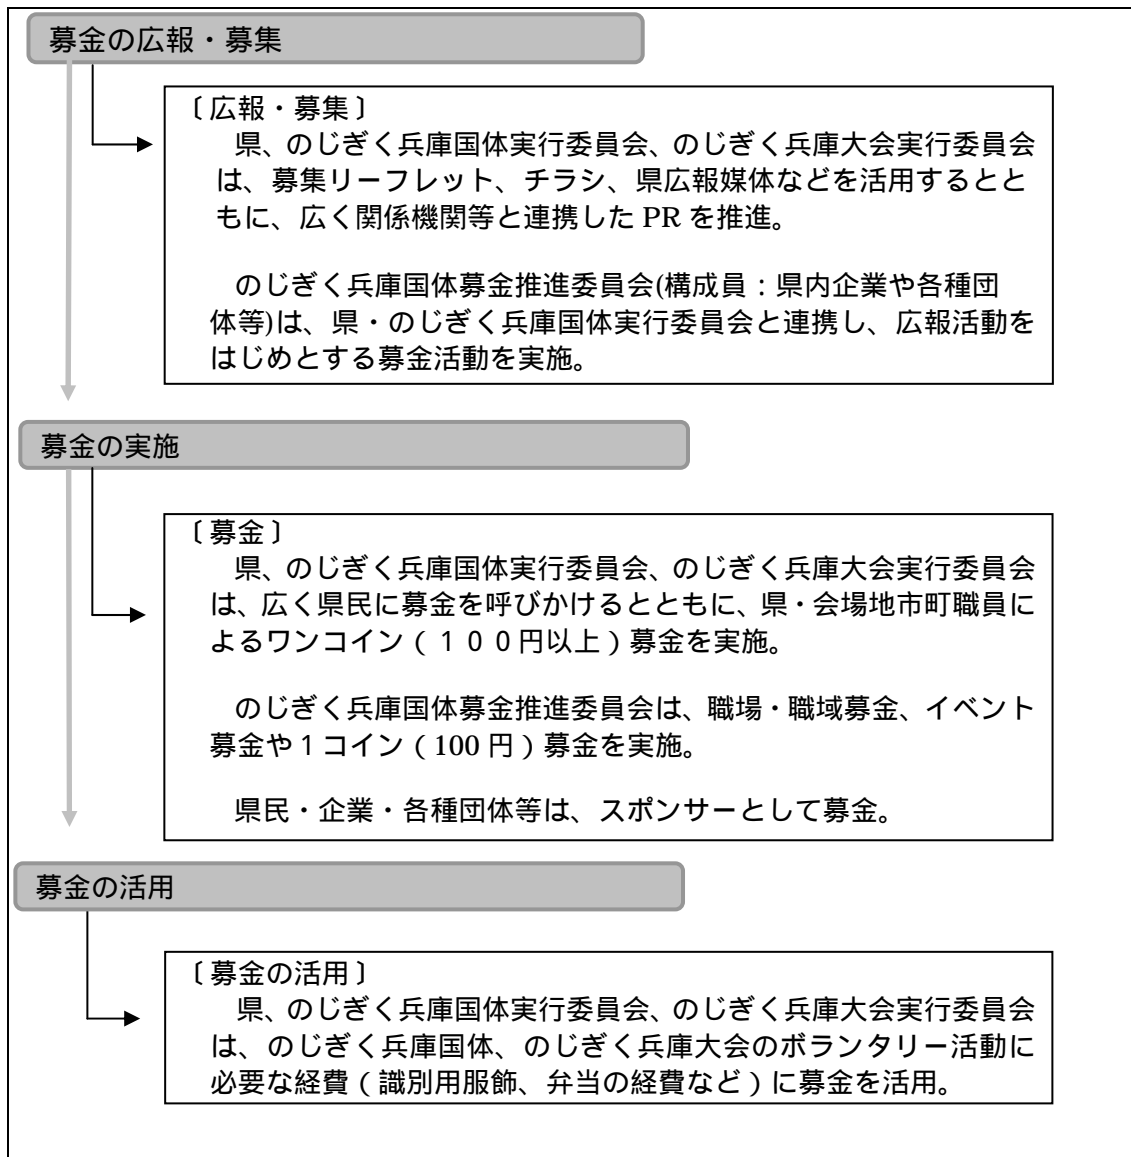 募金の広報・募集
〔広報・募集〕
県、のじぎく兵庫国体実行委員会、のじぎく兵庫大会実行委員会
は、募集リーフレット、チラシ、県広報媒体などを活用するとと
もに、広く関係機関等と連携した PR を推進。
のじぎく兵庫国体募金推進委員会(構成員：県内企業や各種団
体等)は、県・のじぎく兵庫国体実行委員会と連携し、広報活動を
はじめとする募金活動を実施。
募金の実施
〔募金〕
県、のじぎく兵庫国体実行委員会、のじぎく兵庫大会実行委員会
は、広く県民に募金を呼びかけるとともに、県・会場地市町職員に
よるワンコイン（１００円以上）募金を実施。
のじぎく兵庫国体募金推進委員会は、職場・職域募金、イベント
募金や１コイン（100 円）募金を実施。
県民・企業・各種団体等は、スポンサーとして募金。
募金の活用
〔募金の活用〕
県、のじぎく兵庫国体実行委員会、のじぎく兵庫大会実行委員会
は、のじぎく兵庫国体、のじぎく兵庫大会のボランタリー活動に
必要な経費（識別用服飾、弁当の経費など）に募金を活用。